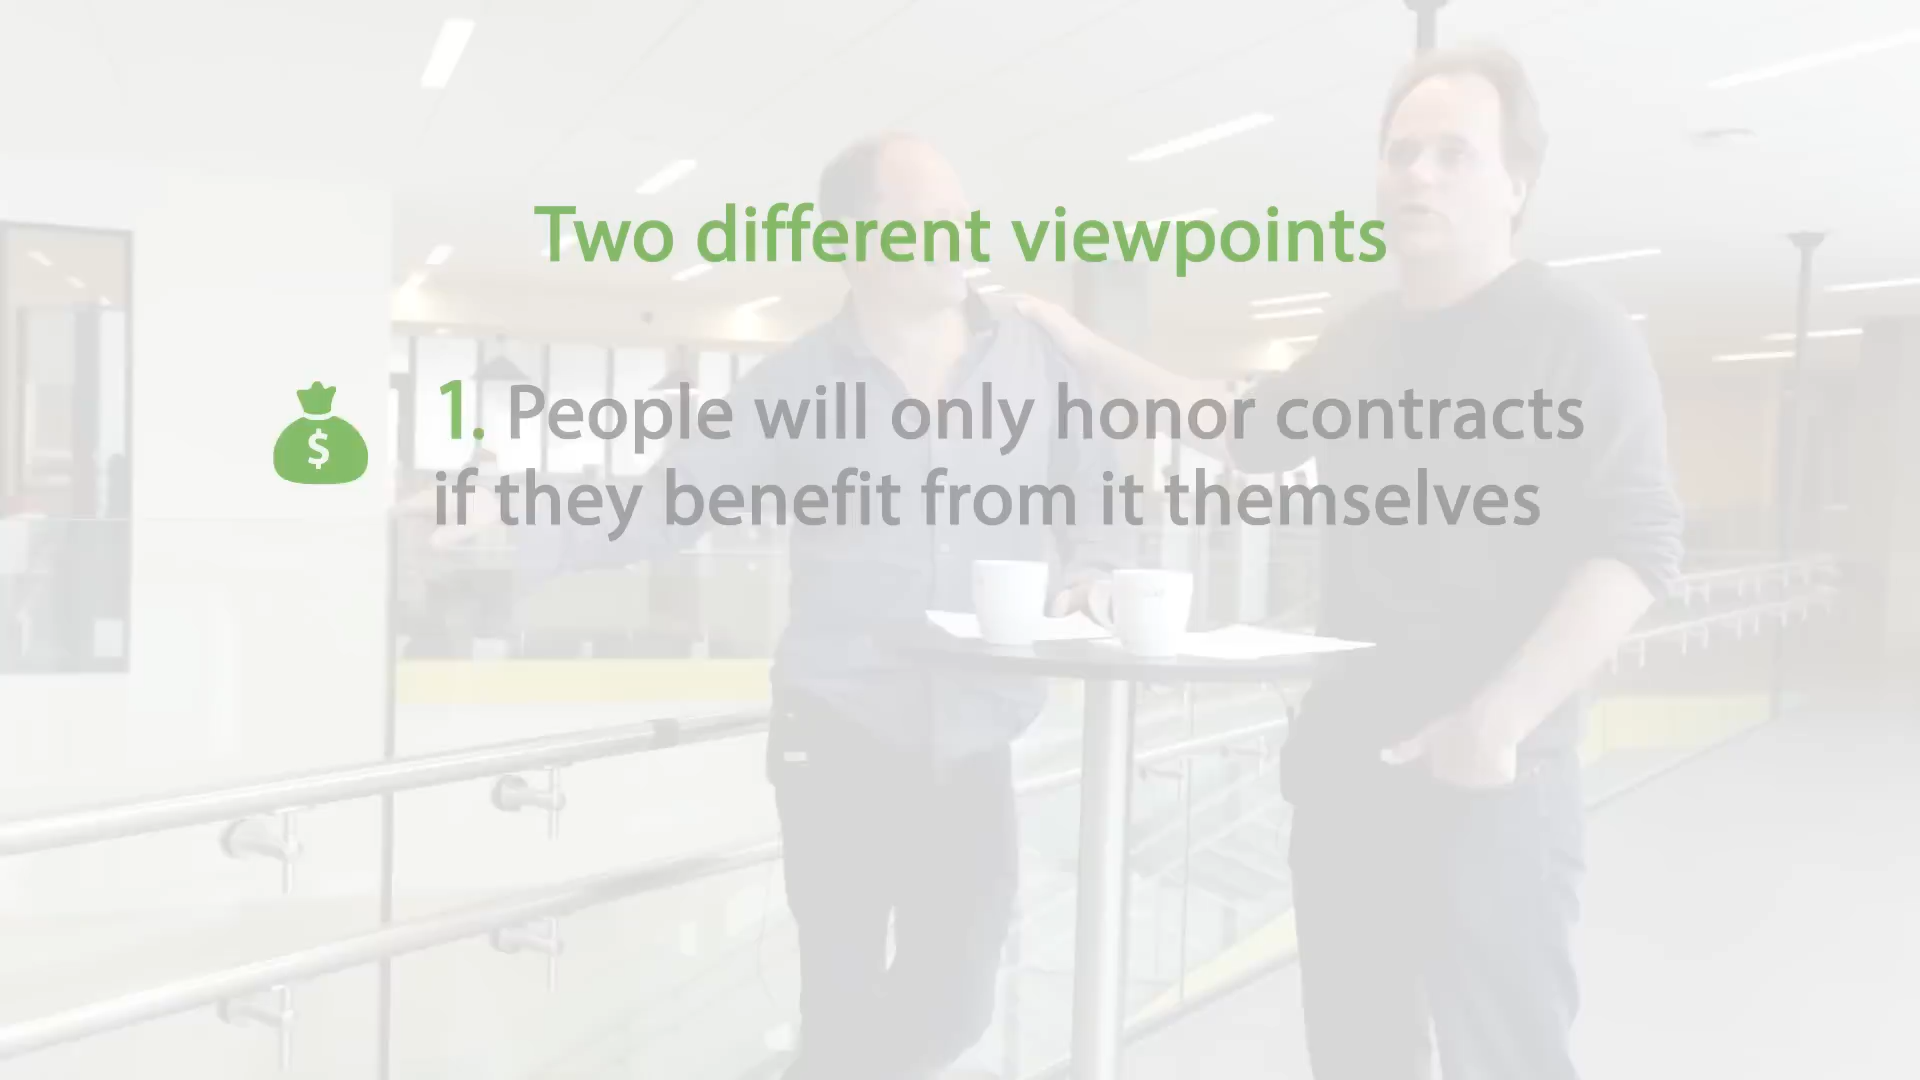 Two different viewpoints
$
1. People will only honor contracts
if they benefit from it themselves